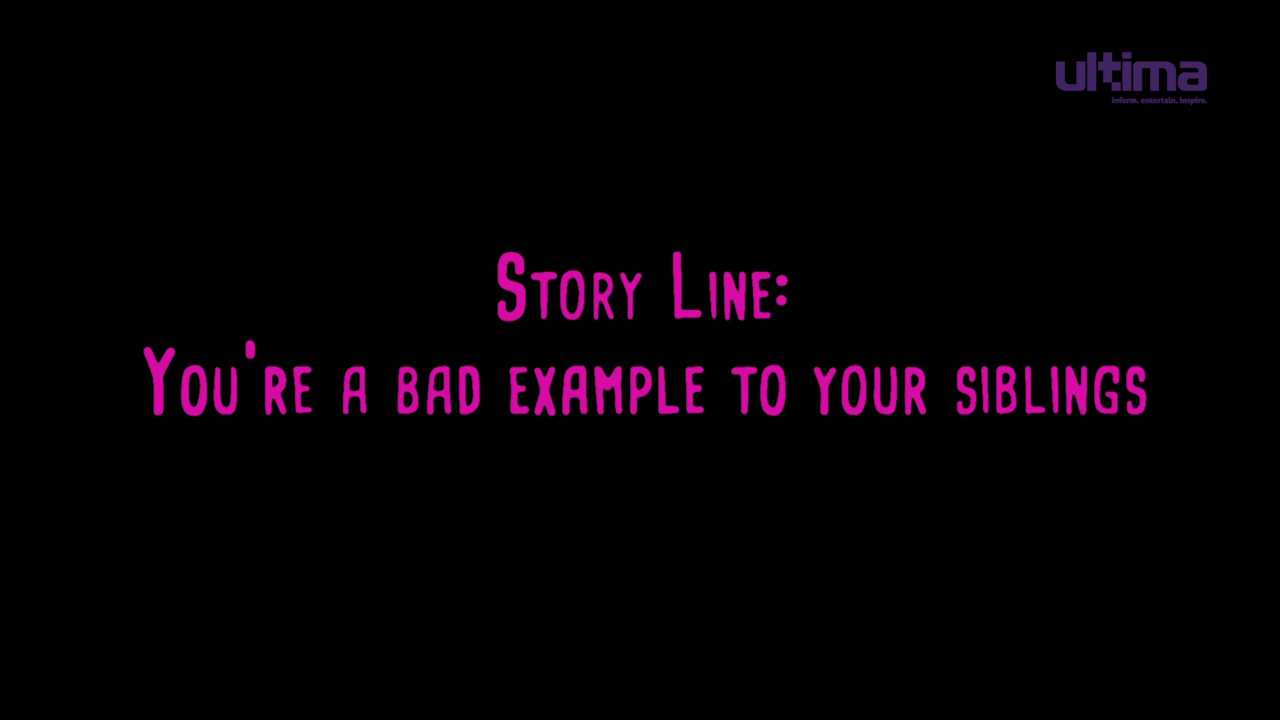 ultima
inform. entertain. inspire.
Story Line:
You're a bad example to your siblings